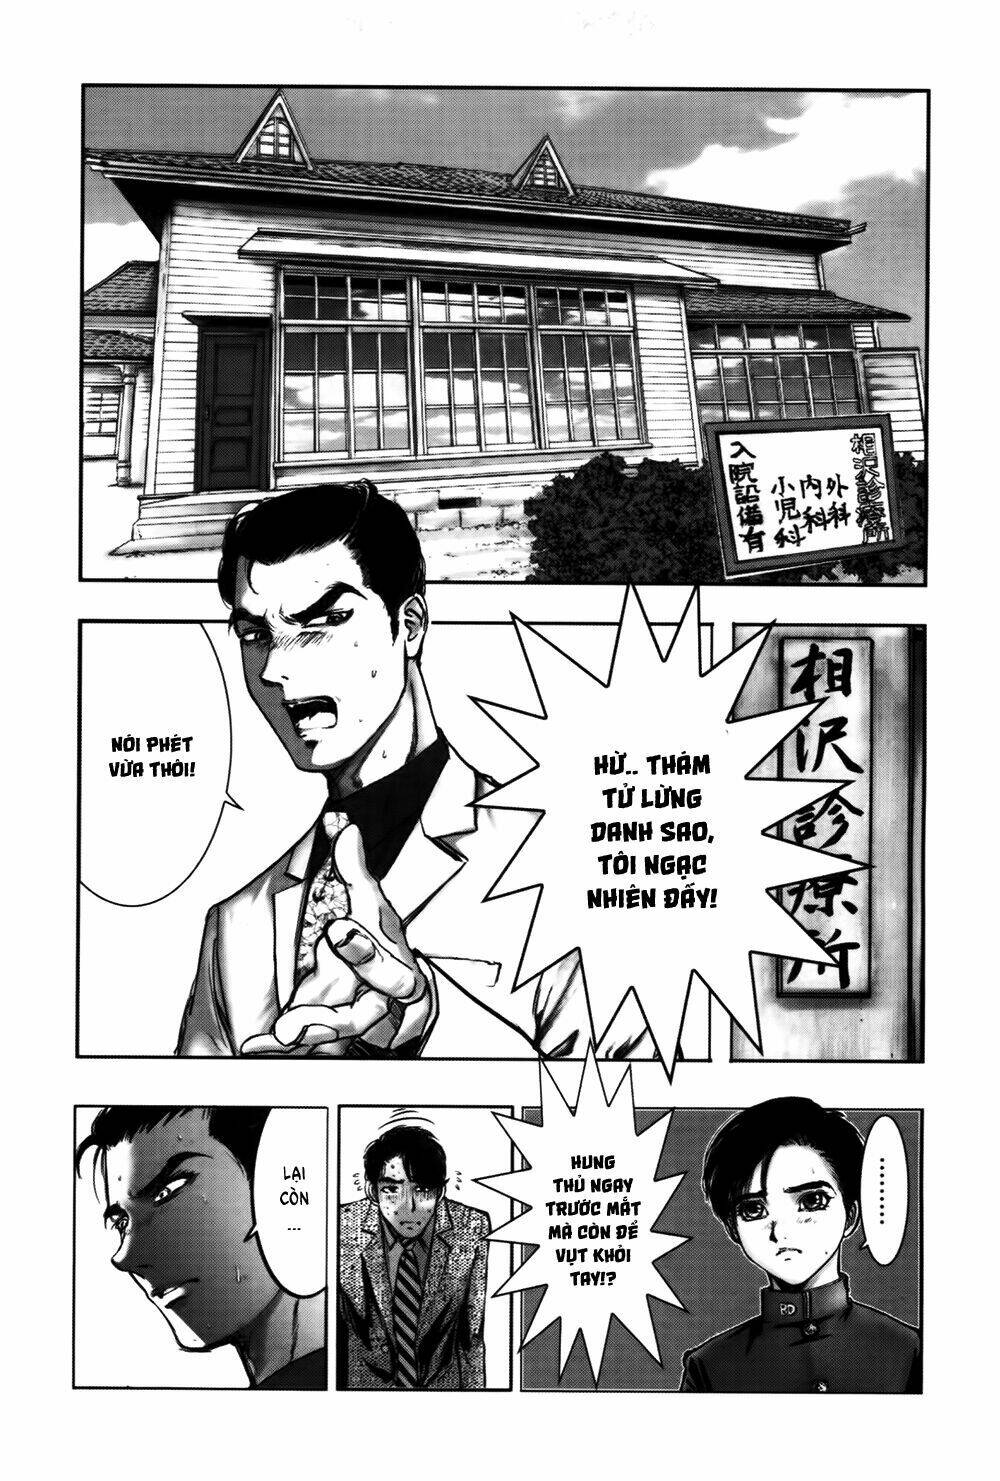 相沢診療所
外科
内科
小児科
入院設備有
相沢診療所
HỪ.. THÁM
TỬ LỪNG
DANH SAO,
TÔI NGẠC
NHIÊN ĐẤY!
NÓI PHÉT
VỪA THÔI!
.........
BD
HUNG
THỦ NGAY
TRƯỚC MẮT
MÀ CÒN ĐỂ
VỤT KHỎI
TAY!?
LẠI
CÒN
...